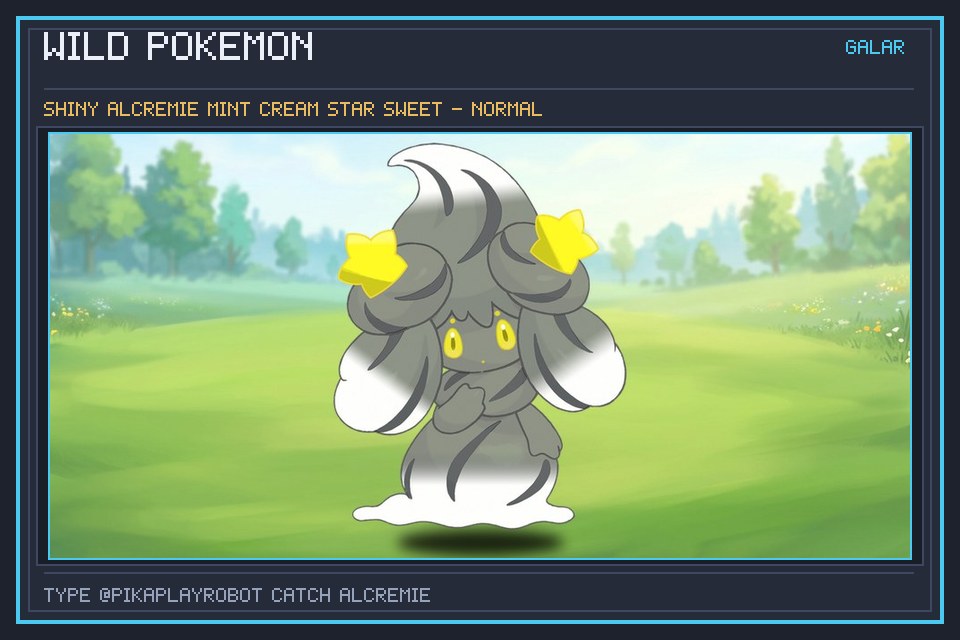 WILD POKEMON
GALAR
SHINY ALCREMIE MINT CREAM STAR SWEET - NORMAL
TYPE @PIKAPLAYROBOT CATCH ALCREMIE